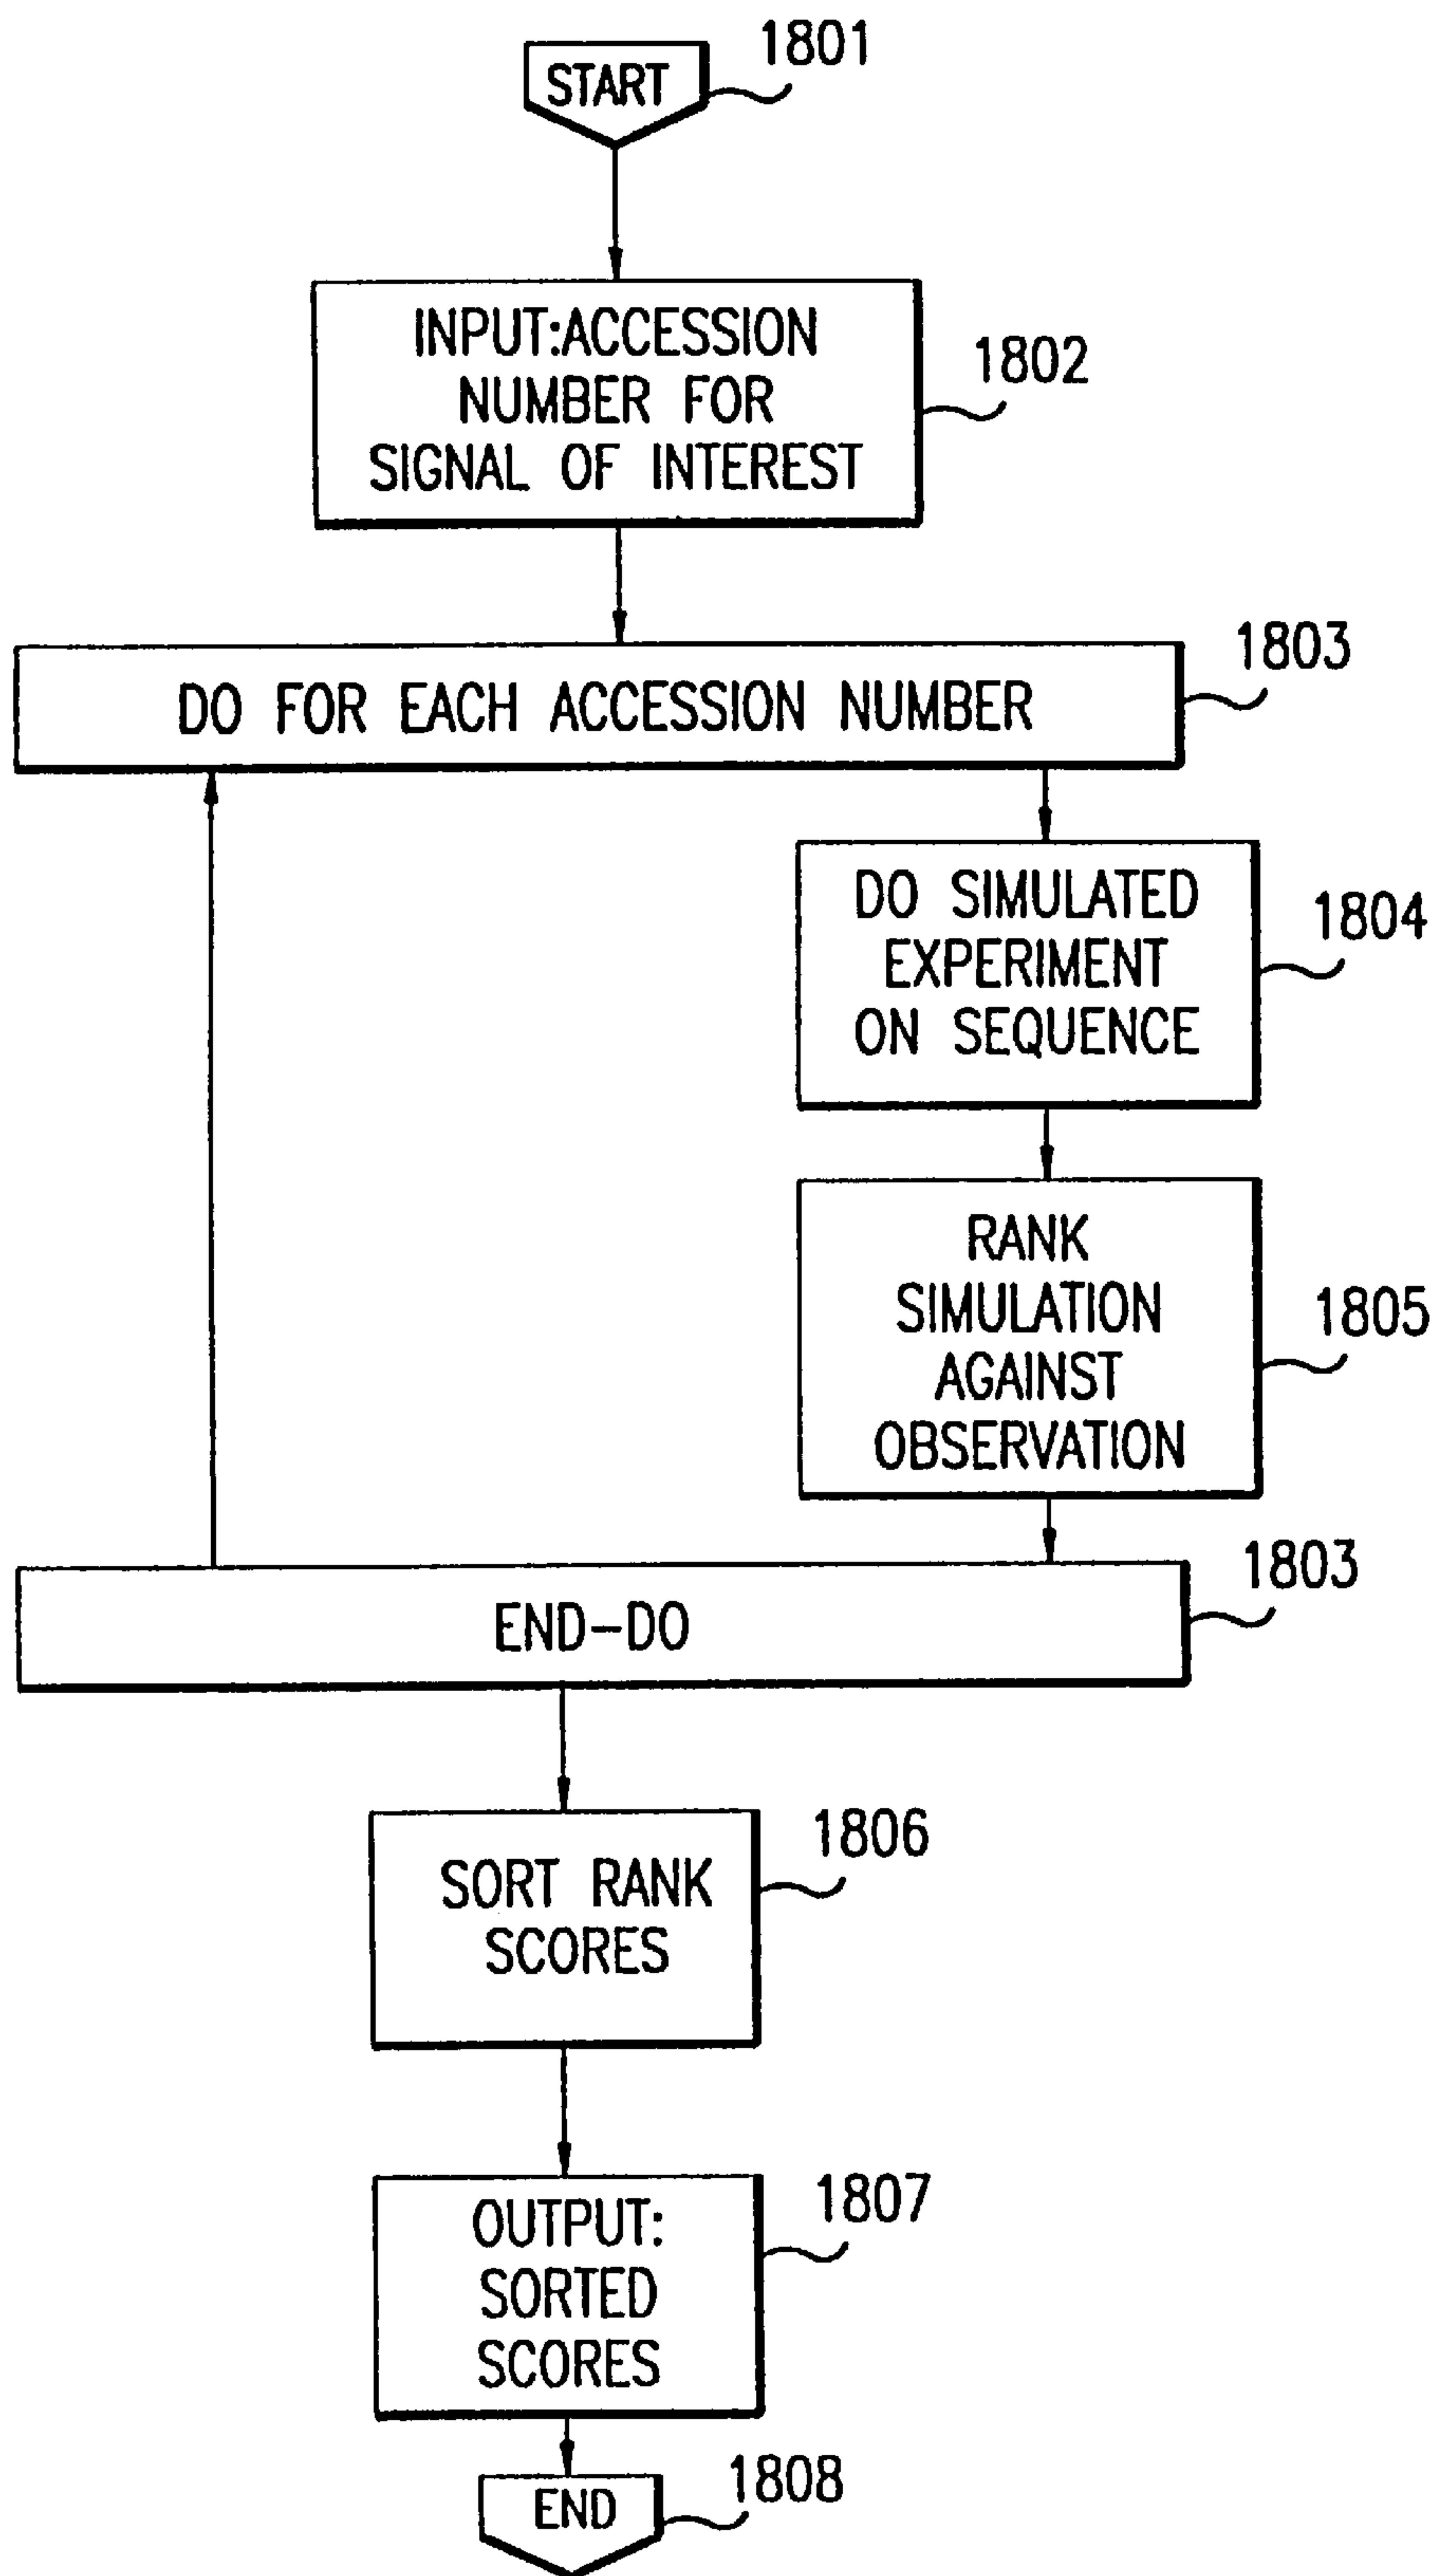 START
1801
INPUT:ACCESSION
NUMBER FOR
SIGNAL OF INTEREST
1802
DO FOR EACH ACCESSION NUMBER
1803
DO SIMULATED
EXPERIMENT
ON SEQUENCE
1804
RANK
SIMULATION
AGAINST
OBSERVATION
1805
END-DO
1803
SORT RANK
SCORES
1806
OUTPUT:
SORTED
SCORES
1807
END
1808